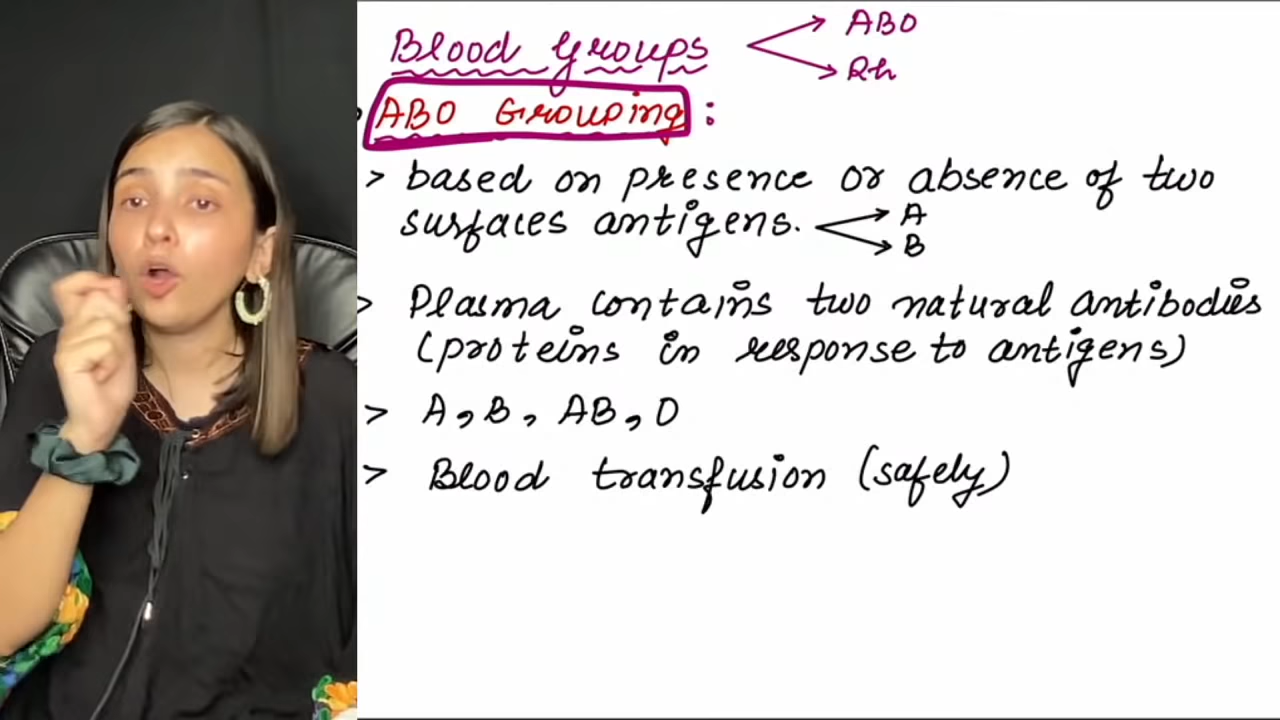 Blood Groups
ABO
Rh
ABO Grouping :
> based on presence or absence of two
surfaces antigens.
A
B
> Plasma contains two natural antibodies
(proteins in response to antigens)
> A, B, AB, O
> Blood transfusion (safely)